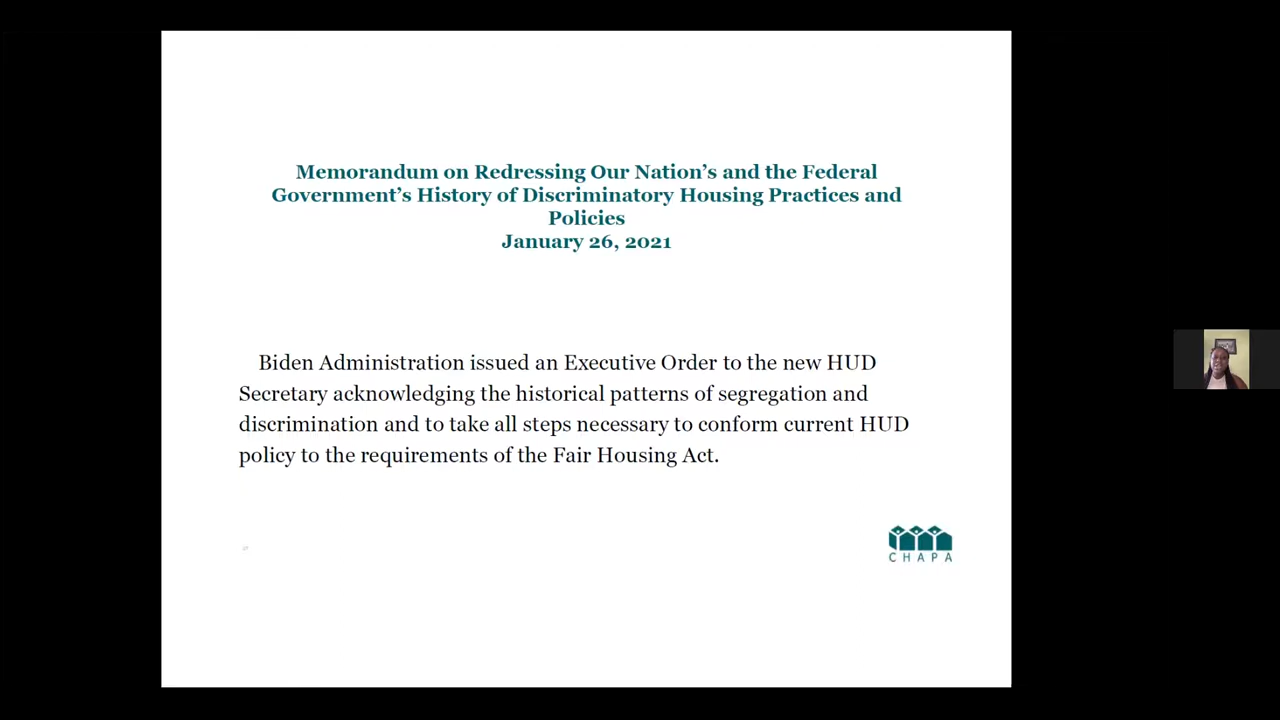 Memorandum on Redressing Our Nation’s and the Federal
Government’s History of Discriminatory Housing Practices and
Policies
January 26, 2021
Biden Administration issued an Executive Order to the new HUD
Secretary acknowledging the historical patterns of segregation and
discrimination and to take all steps necessary to conform current HUD
policy to the requirements of the Fair Housing Act.
CHAPA